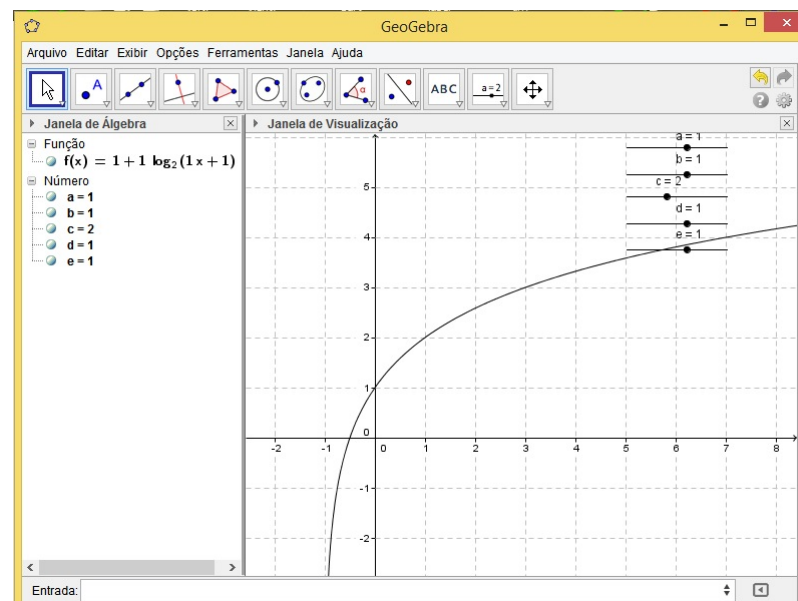 GeoGebra
Arquivo Editar Exibir Opções Ferramentas Janela Ajuda
A
α
ABC
a=2
Janela de Álgebra
Função
f(x) = 1 + 1 log₂(1 x + 1)
Número
a = 1
b = 1
c = 2
d = 1
e = 1
Janela de Visualização
a = 1
b = 1
c = 2
d = 1
e = 1
5
4
3
2
1
0
-1
-2
-2 -1 0 1 2 3 4 5 6 7 8
Entrada: